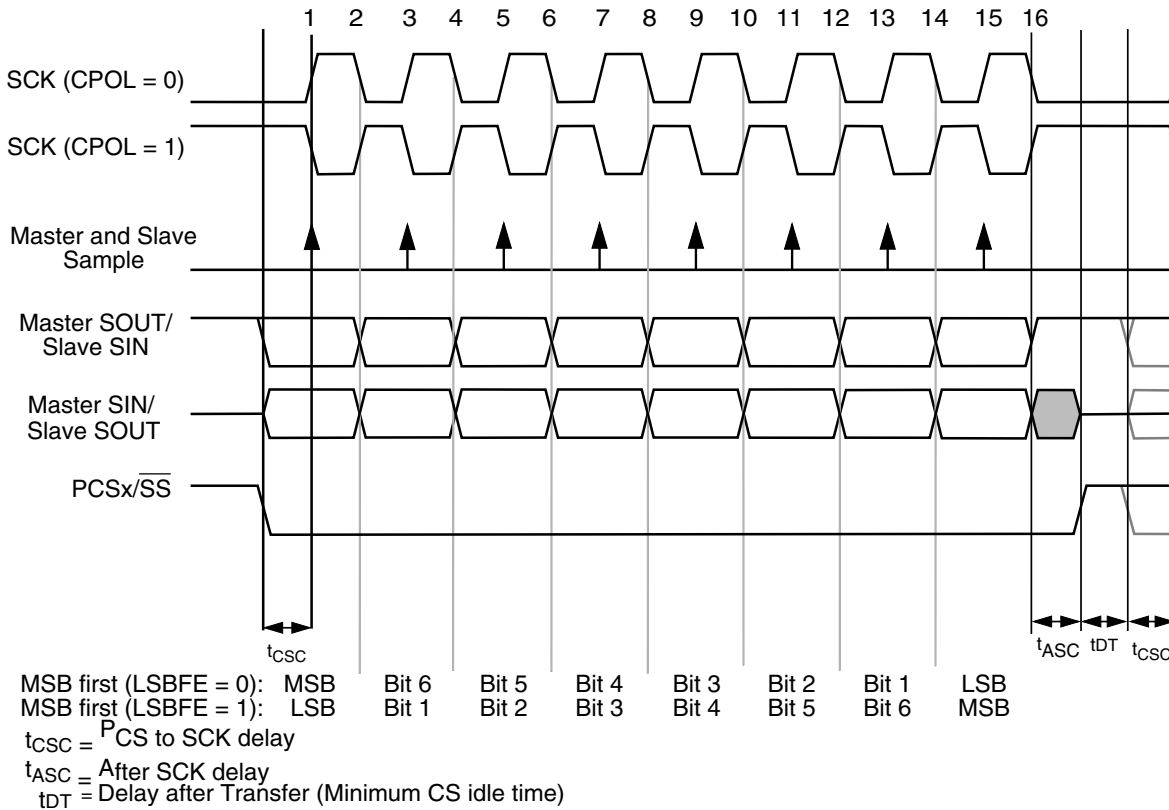 1 2 3 4 5 6 7 8 9 10 11 12 13 14 15 16
SCK (CPOL = 0)
SCK (CPOL = 1)
Master and Slave
Sample
Master SOUT/
Slave SIN
Master SIN/
Slave SOUT
PCSx/SS
tCSC tASC tDT tCSC
MSB first (LSBFE = 0): MSB Bit 6 Bit 5 Bit 4 Bit 3 Bit 2 Bit 1 LSB
MSB first (LSBFE = 1): LSB Bit 1 Bit 2 Bit 3 Bit 4 Bit 5 Bit 6 MSB
tCSC = PCS to SCK delay
tASC = After SCK delay
tDT = Delay after Transfer (Minimum CS idle time)